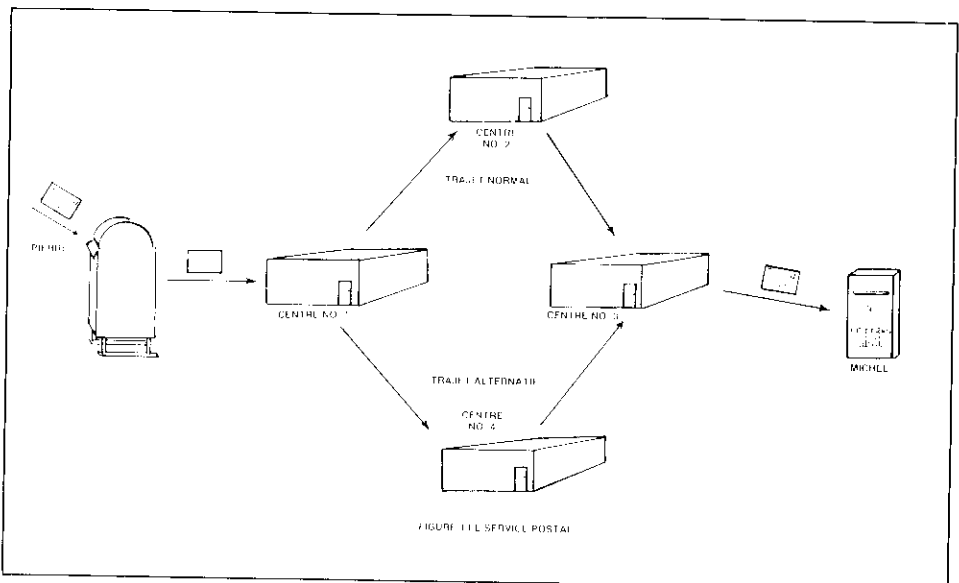 CENTRE
NO. 2
TRAJET NORMAL
PIERRE
CENTRE NO. 1
CENTRE NO. 3
MICHEL
TRAJET ALTERNATIF
CENTRE
NO. 4
FIGURE 1 LE SERVICE POSTAL